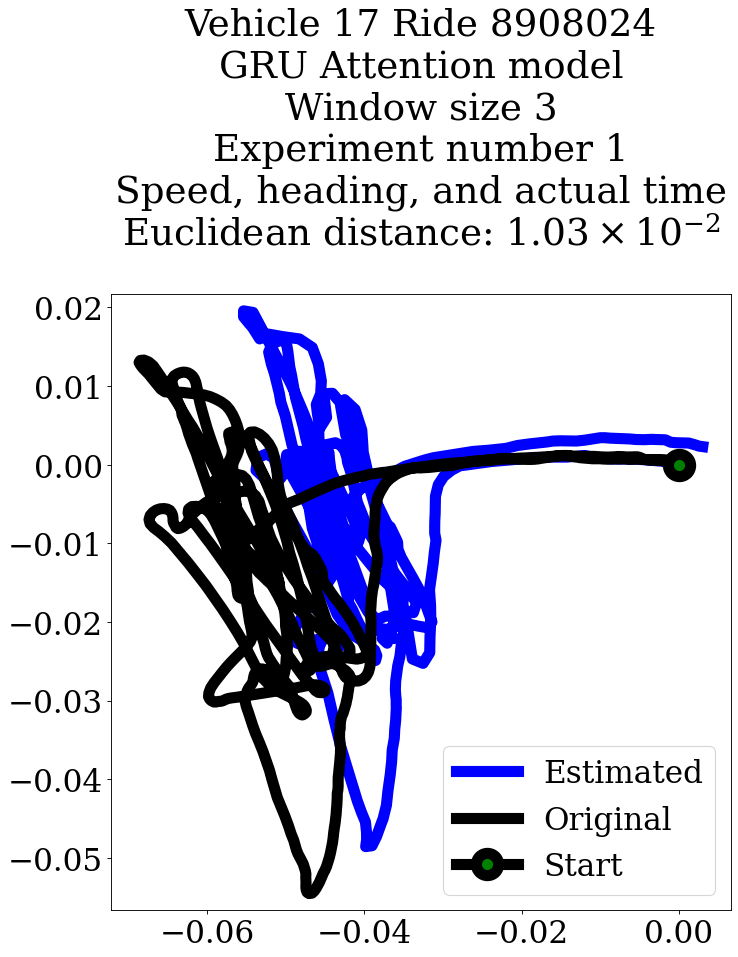 Vehicle 17 Ride 8908024
GRU Attention model
Window size 3
Experiment number 1
Speed, heading, and actual time
Euclidean distance: 1.03 × 10⁻²
0.02
0.01
0.00
−0.01
−0.02
−0.03
−0.04
−0.05
Estimated
Original
Start
−0.06 −0.04 −0.02 0.00